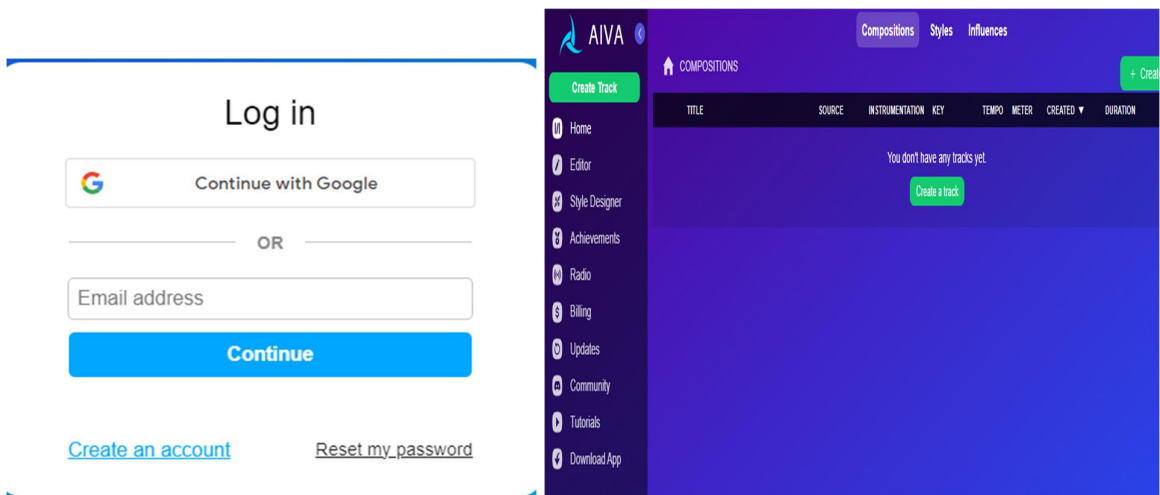 Log in
Continue with Google
OR
Email address
Continue
Create an account Reset my password
AIVA
Create Track
Home
Editor
Style Designer
Achievements
Radio
Billing
Updates
Community
Tutorials
Download App
Compositions Styles Influences
COMPOSITIONS
+ Creat
TITLE SOURCE INSTRUMENTATION KEY TEMPO METER CREATED ▼ DURATION
You don't have any tracks yet.
Create a track